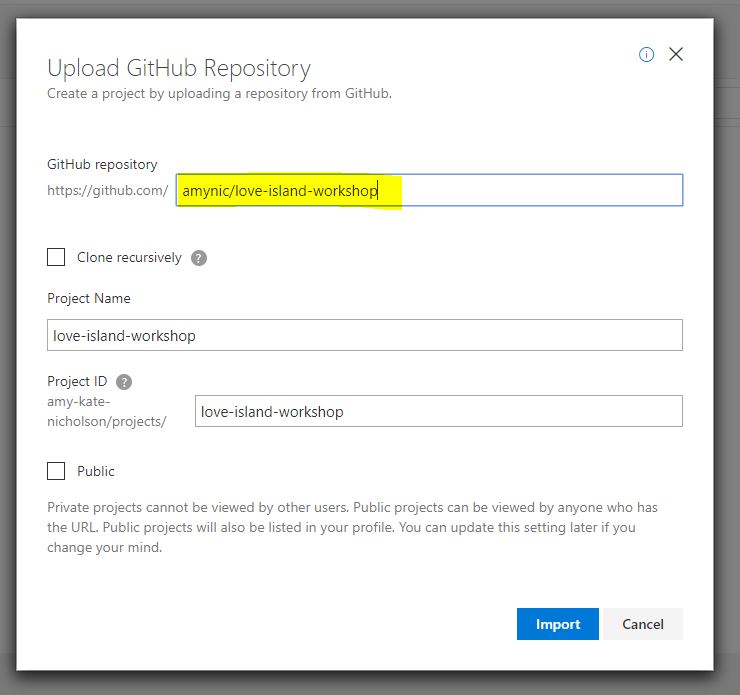 Upload GitHub Repository
Create a project by uploading a repository from GitHub.
GitHub repository
https://github.com/ amynic/love-island-workshop
Clone recursively ?
Project Name
love-island-workshop
Project ID ?
amy-kate-
nicholson/projects/
love-island-workshop
Public
Private projects cannot be viewed by other users. Public projects can be viewed by anyone who has
the URL. Public projects will also be listed in your profile. You can update this setting later if you
change your mind.
Import Cancel